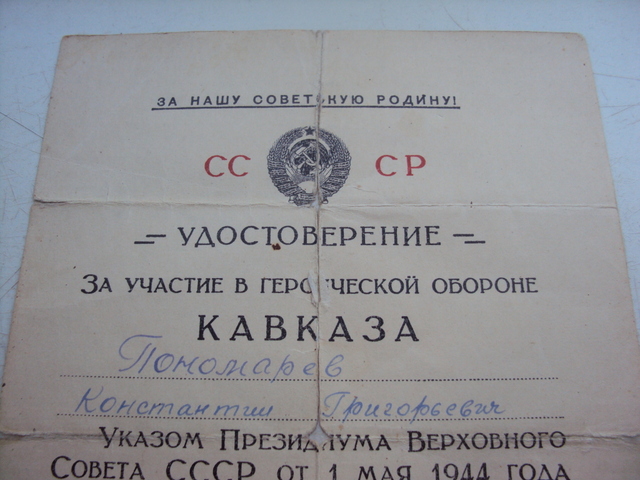 ЗА НАШУ СОВЕТСКУЮ РОДИНУ!
СС СР
УДОСТОВЕРЕНИЕ
ЗА УЧАСТИЕ В ГЕРОИЧЕСКОЙ ОБОРОНЕ
КАВКАЗА
Пономарев
Константин Григорьевич
УКАЗОМ ПРЕЗИДИУМА ВЕРХОВНОГО
СОВЕТА СССР ОТ 1 МАЯ 1944 ГОДА